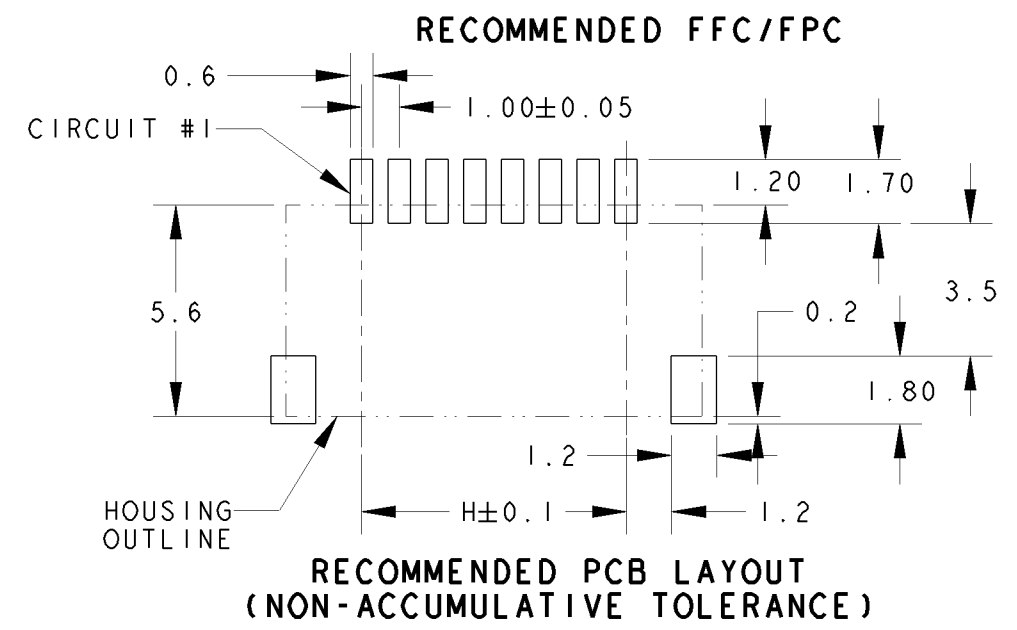 RECOMMENDED FFC/FPC
0.6
1.00±0.05
CIRCUIT #1
1.20
1.70
5.6
3.5
0.2
1.80
1.2
HOUSING
OUTLINE
H±0.1
1.2
RECOMMENDED PCB LAYOUT
(NON-ACCUMULATIVE TOLERANCE)